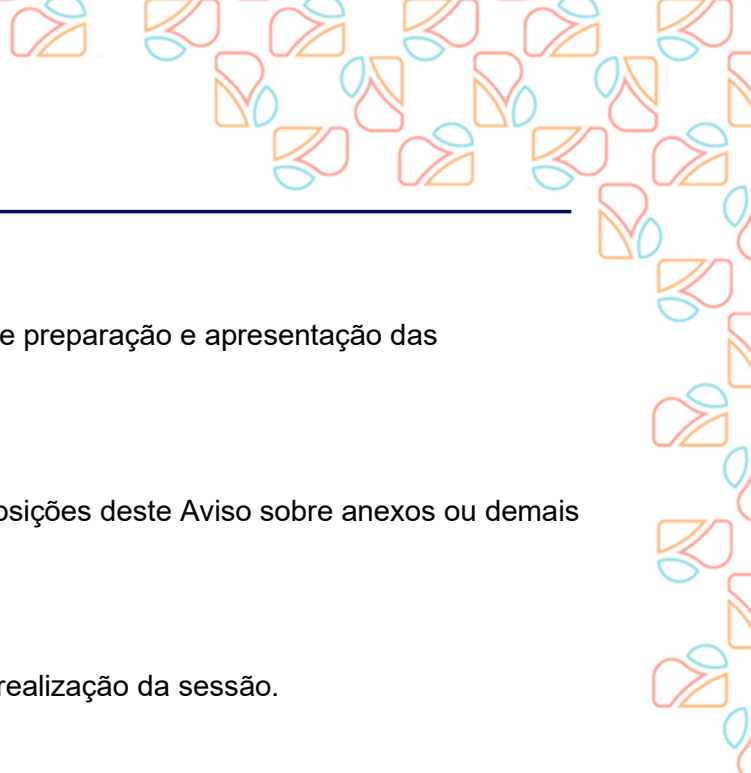 e preparação e apresentação das
osições deste Aviso sobre anexos ou demais
realização da sessão.